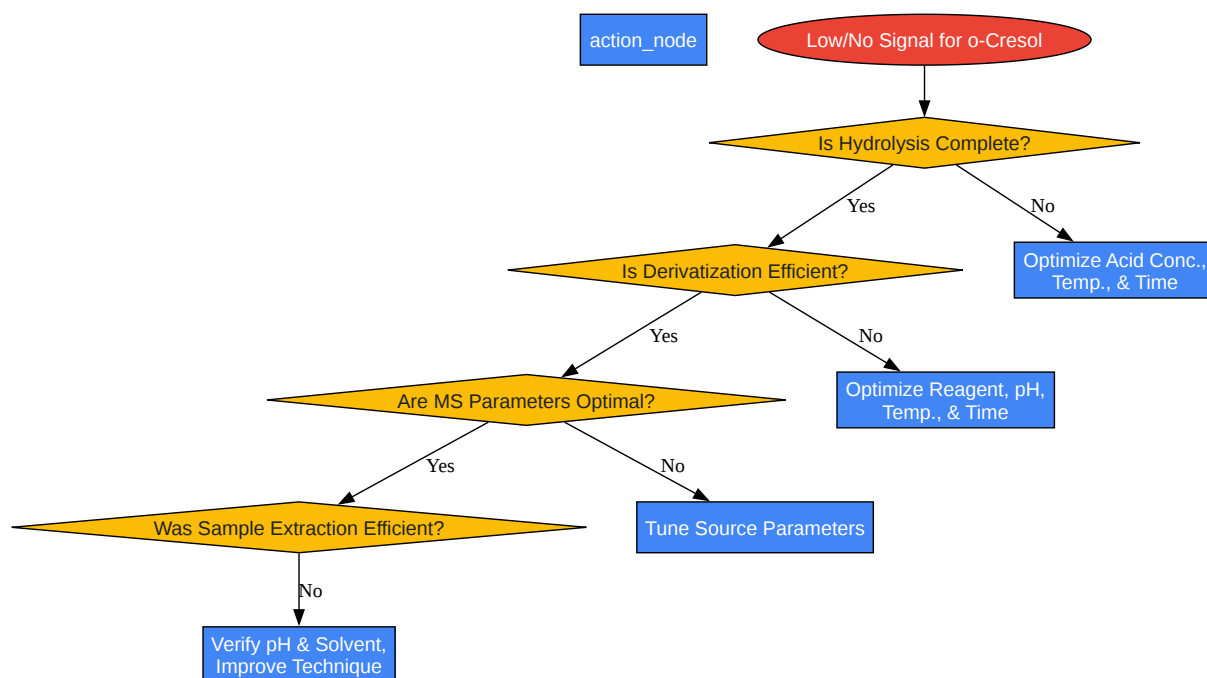 action_node
Low/No Signal for o-Cresol
Is Hydrolysis Complete?
Yes
No
Is Derivatization Efficient?
Optimize Acid Conc.,
Temp., & Time
Yes
No
Are MS Parameters Optimal?
Optimize Reagent, pH,
Temp., & Time
Yes
No
Was Sample Extraction Efficient?
Tune Source Parameters
No
Verify pH & Solvent,
Improve Technique